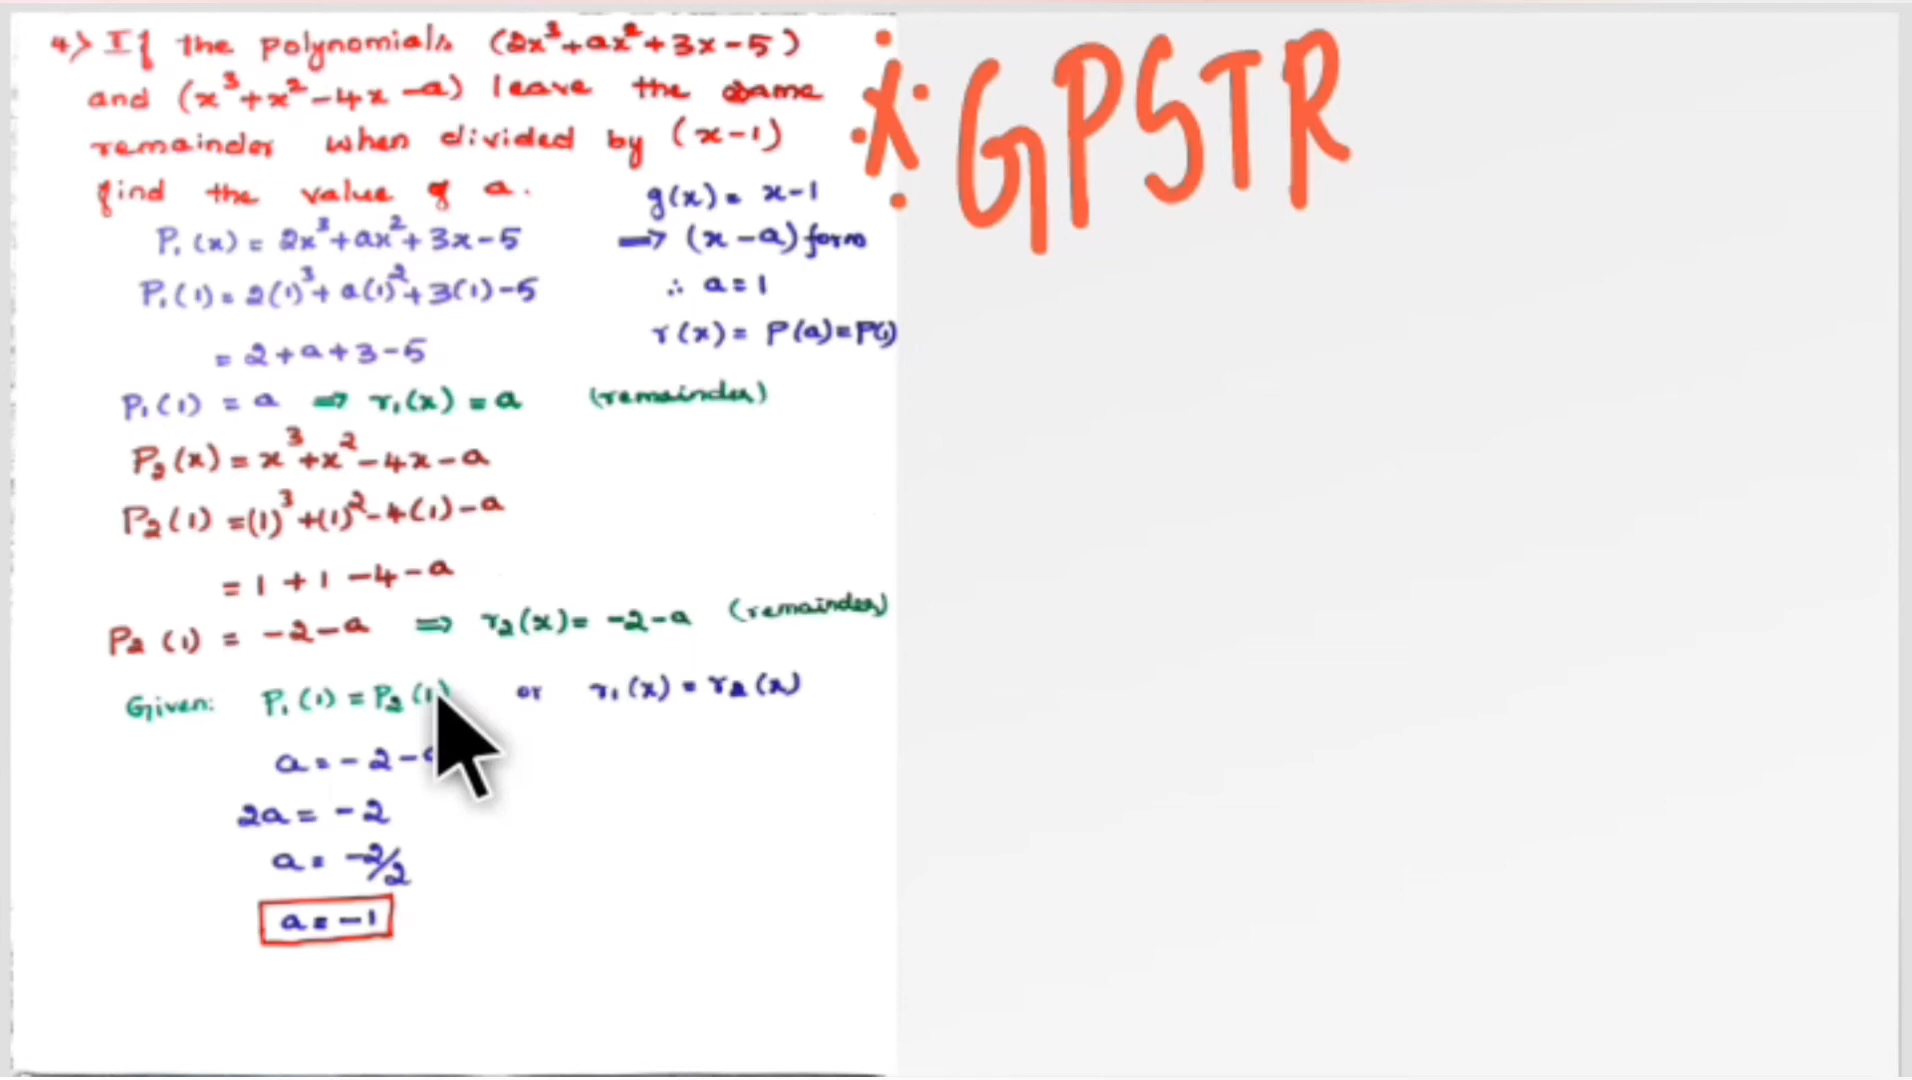 4) If the polynomials (2x³+ax²+3x-5)
and (x³+x²-4x-a) leave the same
remainder when divided by (x-1)
find the value of a.
g(x) = x-1
P₁(x) = 2x³+ax²+3x-5
⟹ (x-a) form
P₁(1) = 2(1)³+a(1)²+3(1)-5
∴ a=1
= 2+a+3-5
r(x) = P(a)=P(1)
P₁(1) = a ⟹ r₁(x) = a (remainder)
P₂(x) = x³+x²-4x-a
P₂(1) = (1)³+(1)²-4(1)-a
= 1+1-4-a
P₂(1) = -2-a ⟹ r₂(x) = -2-a (remainder)
Given: P₁(1) = P₂(1) or r₁(x) = r₂(x)
a = -2-
2a = -2
a = -2/2
a = -1
GPSTR